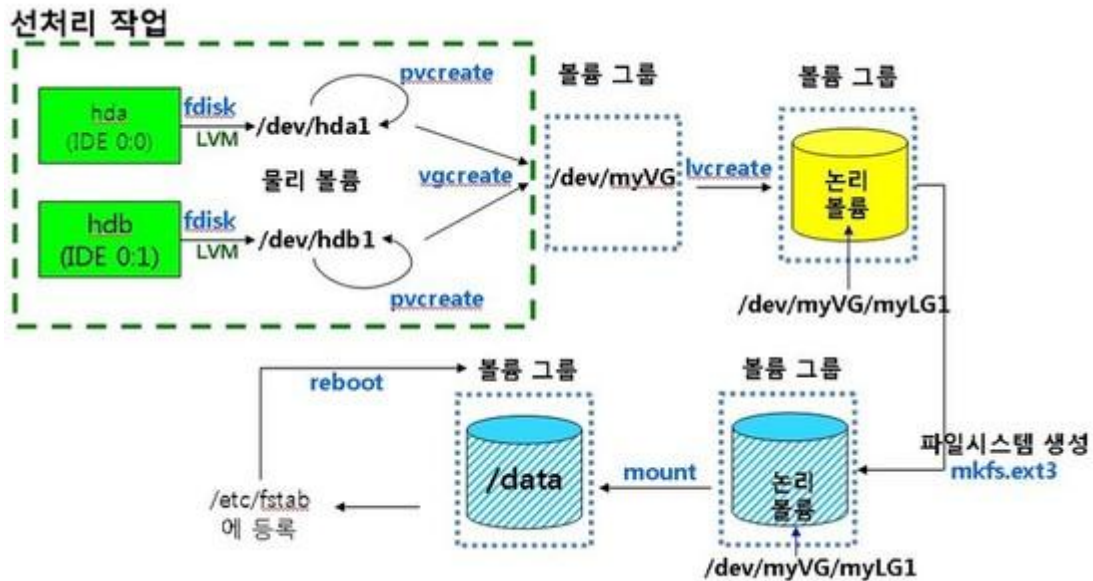 선처리 작업
pvcreate
볼륨 그룹
볼륨 그룹
hda
(IDE 0:0)
fdisk
LVM
/dev/hda1
물리 볼륨
vgcreate
/dev/myVG
lvcreate
논리
볼륨
hdb
(IDE 0:1)
fdisk
LVM
/dev/hdb1
pvcreate
/dev/myVG/myLG1
reboot
볼륨 그룹
볼륨 그룹
파일시스템 생성
mkfs.ext3
/data
mount
논리
볼륨
/etc/fstab
에 등록
/dev/myVG/myLG1